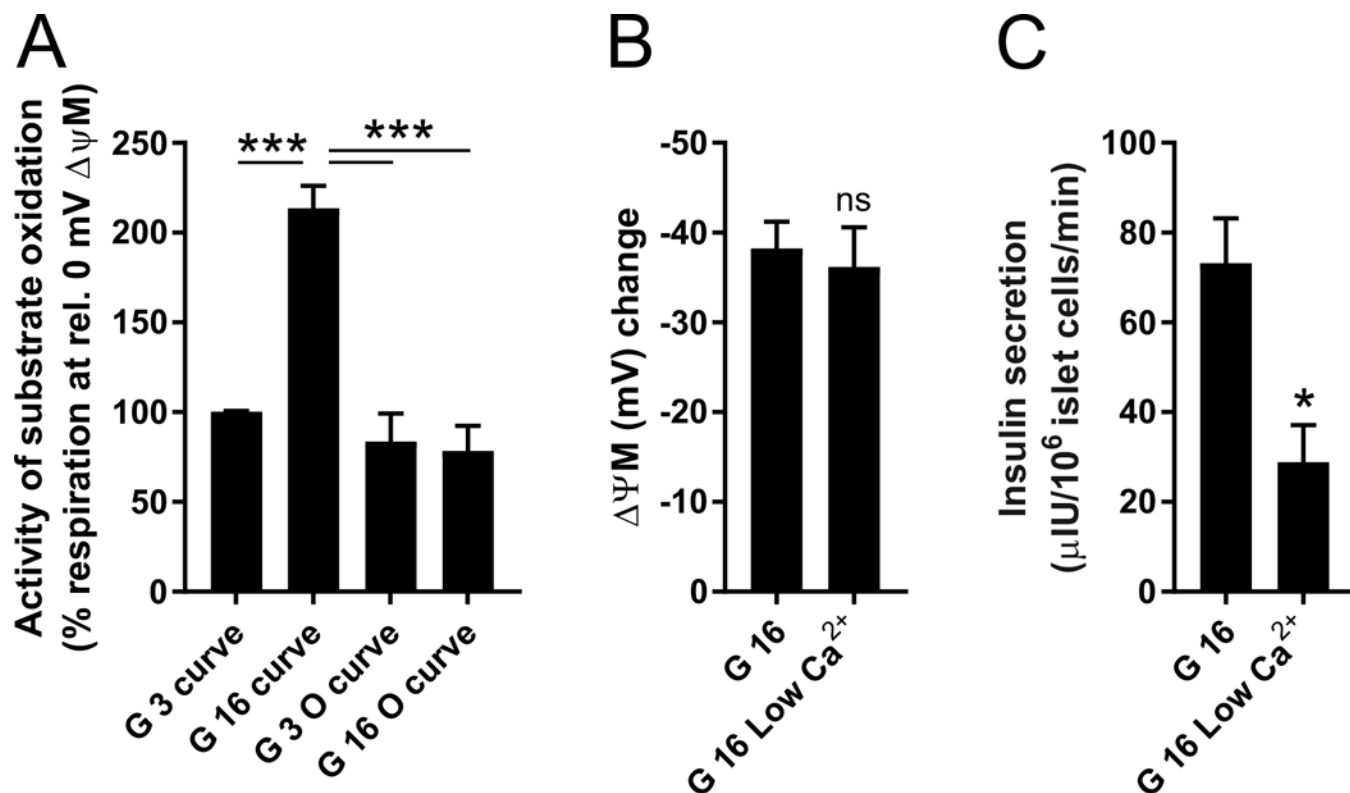 A
Activity of substrate oxidation
(% respiration at rel. 0 mV ΔψM)
250
200
150
100
50
0
***
***
G 3 curve
G 16 curve
G 3 O curve
G 16 O curve
B
ΔΨM (mV) change
-50
-40
-30
-20
-10
0
ns
G 16
G 16 Low Ca²⁺
C
Insulin secretion
(μIU/10⁶ islet cells/min)
100
80
60
40
20
0
*
G 16
G 16 Low Ca²⁺